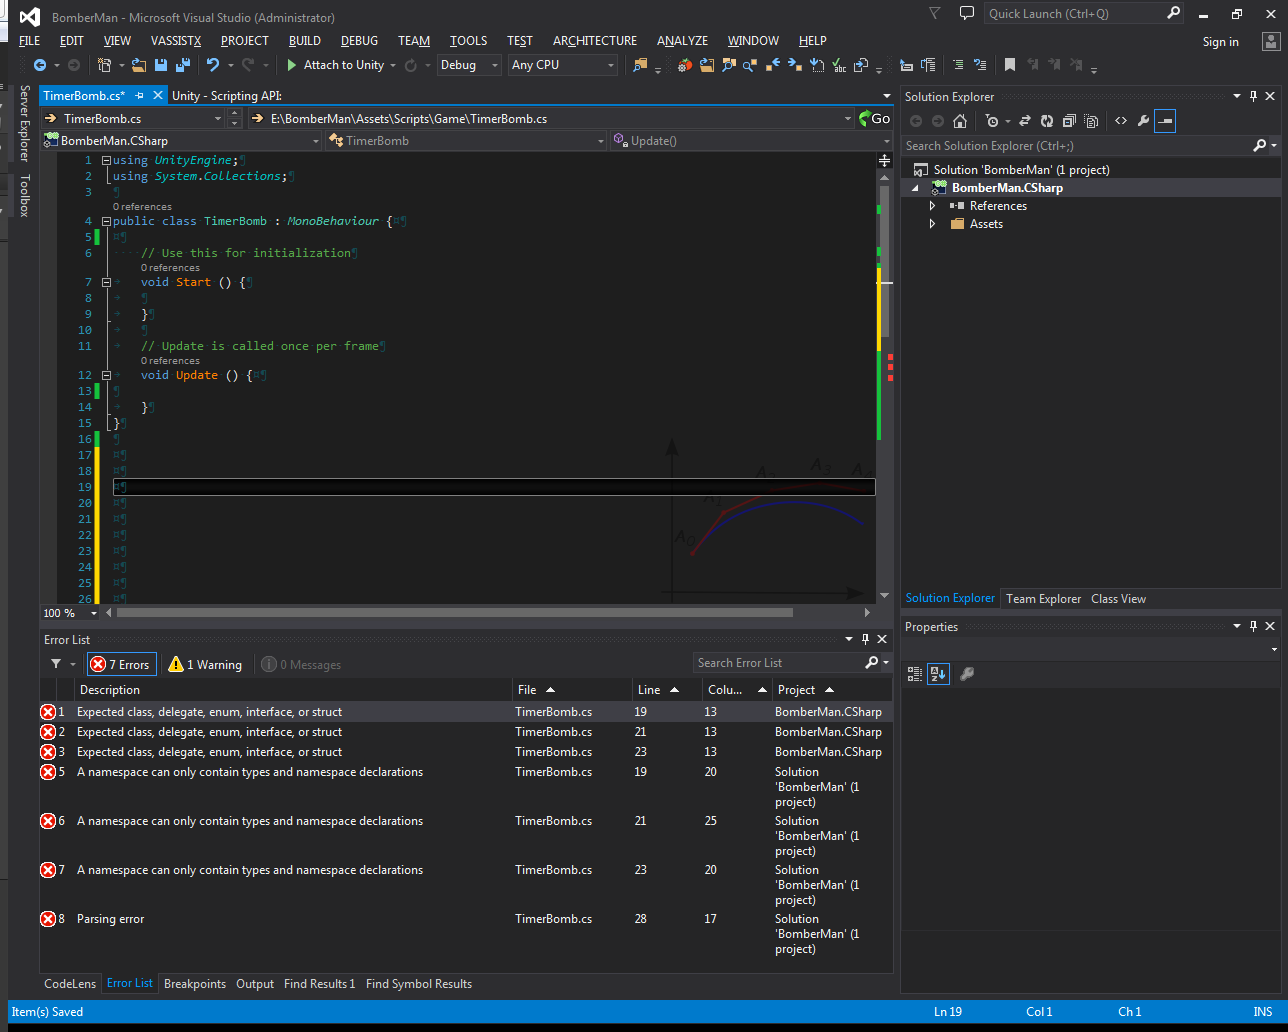 BomberMan - Microsoft Visual Studio (Administrator)
Quick Launch (Ctrl+Q)
FILE EDIT VIEW VASSISTX PROJECT BUILD DEBUG TEAM TOOLS TEST ARCHITECTURE ANALYZE WINDOW HELP
Sign in
Attach to Unity Debug Any CPU
Server Explorer
Toolbox
TimerBomb.cs* Unity - Scripting API:
TimerBomb.cs E:\BomberMan\Assets\Scripts\Game\TimerBomb.cs Go
BomberMan.CSharp TimerBomb Update()
1 using UnityEngine;
2 using System.Collections;
3
0 references
4 public class TimerBomb : MonoBehaviour {
5
6 // Use this for initialization
0 references
7 void Start () {
8
9 }
10
11 // Update is called once per frame
0 references
12 void Update () {
13
14 }
15 }
16
17
18
19
20
21
22
23
24
25
26
A0 A1 A2 A3 A4
100 %
Solution Explorer
Search Solution Explorer (Ctrl+;)
Solution 'BomberMan' (1 project)
BomberMan.CSharp
References
Assets
Solution Explorer Team Explorer Class View
Properties
Error List
7 Errors 1 Warning 0 Messages
Search Error List
Description File Line Colu... Project
1 Expected class, delegate, enum, interface, or struct TimerBomb.cs 19 13 BomberMan.CSharp
2 Expected class, delegate, enum, interface, or struct TimerBomb.cs 21 13 BomberMan.CSharp
3 Expected class, delegate, enum, interface, or struct TimerBomb.cs 23 13 BomberMan.CSharp
5 A namespace can only contain types and namespace declarations TimerBomb.cs 19 20 Solution
'BomberMan' (1
project)
6 A namespace can only contain types and namespace declarations TimerBomb.cs 21 25 Solution
'BomberMan' (1
project)
7 A namespace can only contain types and namespace declarations TimerBomb.cs 23 20 Solution
'BomberMan' (1
project)
8 Parsing error TimerBomb.cs 28 17 Solution
'BomberMan' (1
project)
CodeLens Error List Breakpoints Output Find Results 1 Find Symbol Results
Item(s) Saved Ln 19 Col 1 Ch 1 INS